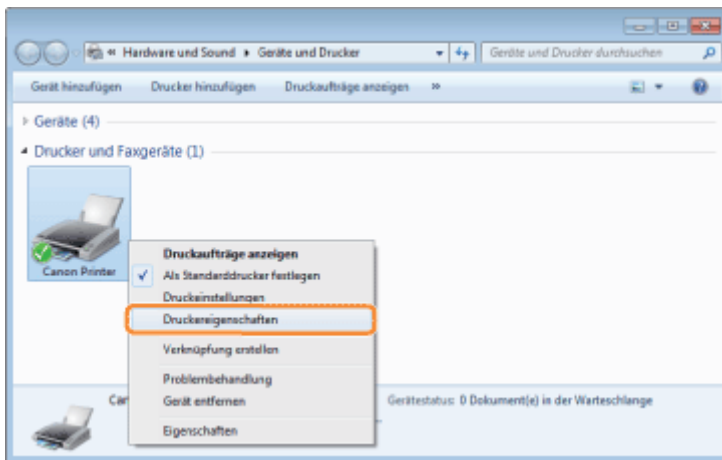 « Hardware und Sound ▸ Geräte und Drucker
Geräte und Drucker durchsuchen
Gerät hinzufügen Drucker hinzufügen Druckaufträge anzeigen »
Geräte (4)
Drucker und Faxgeräte (1)
Canon Printer
Druckaufträge anzeigen
Als Standarddrucker festlegen
Druckeinstellungen
Druckereigenschaften
Verknüpfung erstellen
Problembehandlung
Gerät entfernen
Eigenschaften
Can
Gerätestatus: 0 Dokument(e) in der Warteschlange